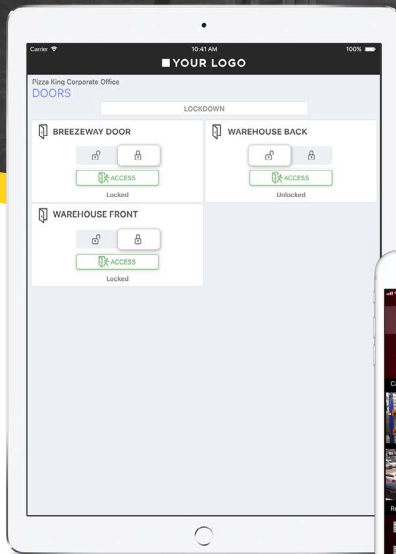 Carrier 10:41 AM 100%
YOUR LOGO
Pizza King Corporate Office
DOORS
LOCKDOWN
BREEZEWAY DOOR
ACCESS
Locked
WAREHOUSE BACK
ACCESS
Unlocked
WAREHOUSE FRONT
ACCESS
Locked